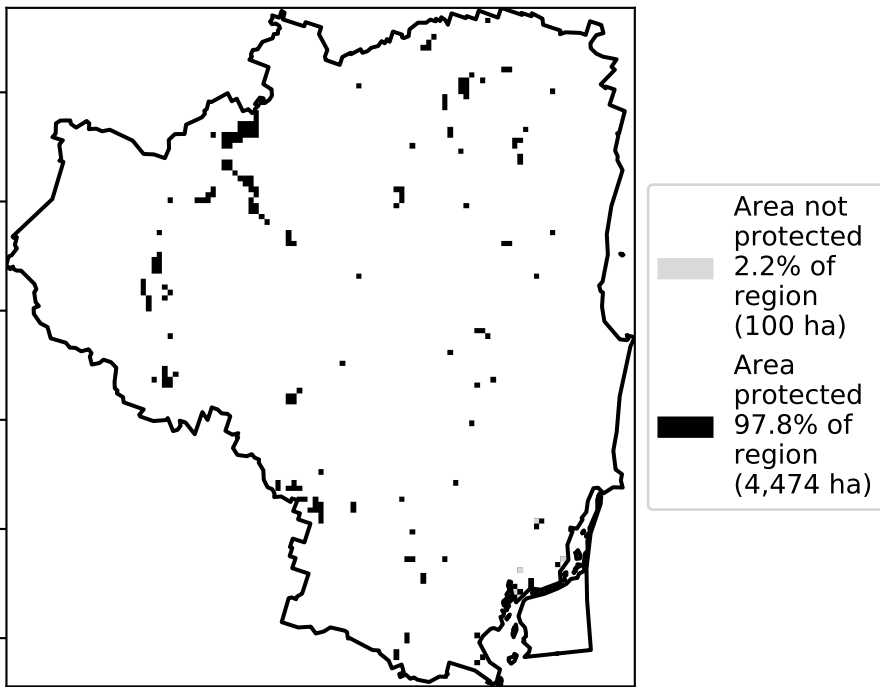 Area not
protected
2.2% of
region
(100 ha)
Area
protected
97.8% of
region
(4,474 ha)